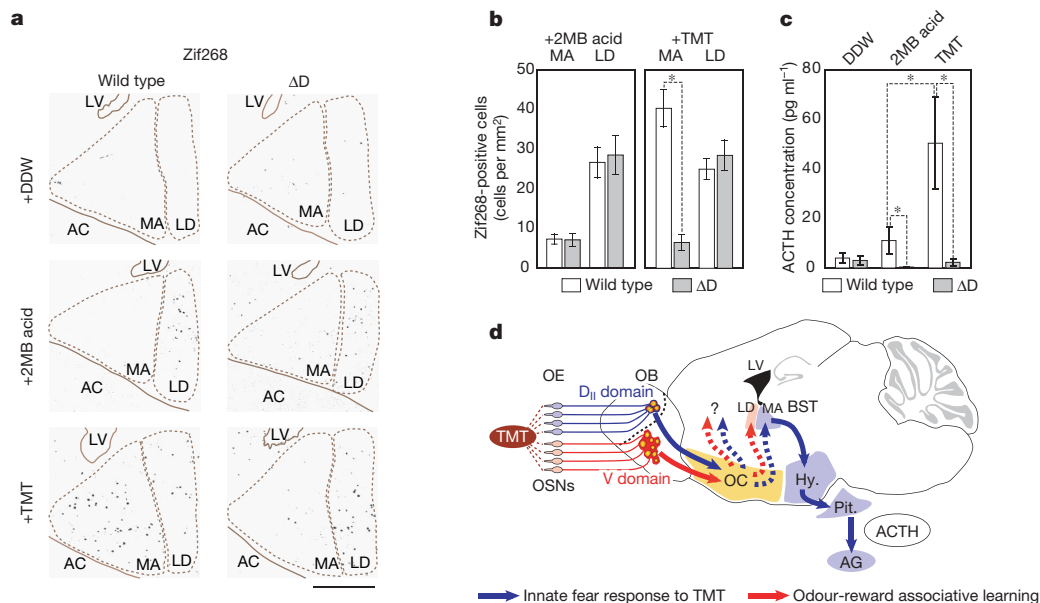 a
Zif268
Wild type ΔD
+DDW
LV LV
AC MA LD AC MA LD
+2MB acid
LV LV
AC MA LD AC MA LD
+TMT
LV LV
AC MA LD AC MA LD
b
+2MB acid +TMT
MA LD MA LD
Zif268-positive cells
(cells per mm²)
50
40
30
20
10
0
*
Wild type ΔD
c
DDW 2MB acid TMT
ACTH concentration (pg ml⁻¹)
80
60
40
20
0
* *
*
Wild type ΔD
d
OE OB
D_II domain
TMT
OSNs
V domain
?
LV
LD MA BST
OC
Hy.
Pit.
ACTH
AG
Innate fear response to TMT
Odour-reward associative learning